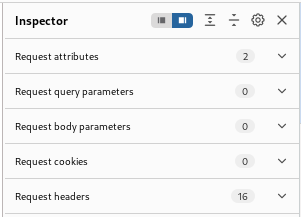 Inspector
Request attributes 2
Request query parameters 0
Request body parameters 0
Request cookies 0
Request headers 16